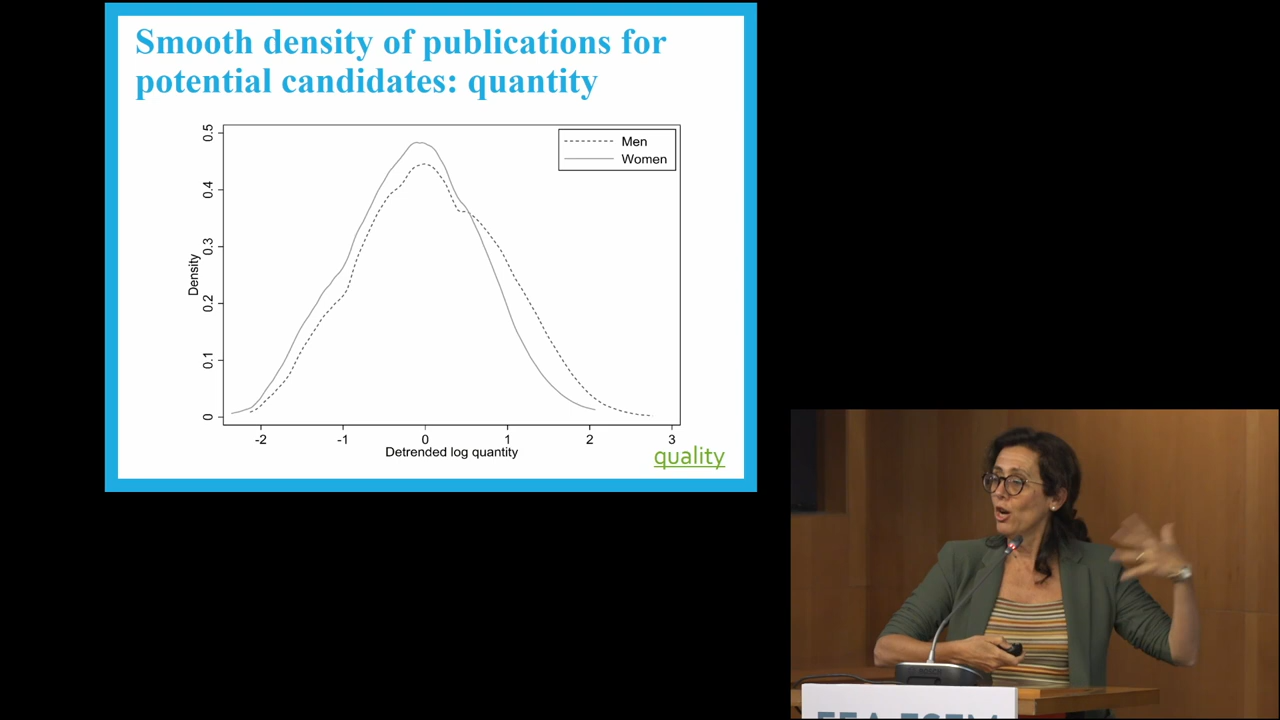 Smooth density of publications for
potential candidates: quantity
0.5
0.4
0.3
0.2
0.1
0
Density
Men
Women
-2
-1
0
1
2
3
Detrended log quantity
quality